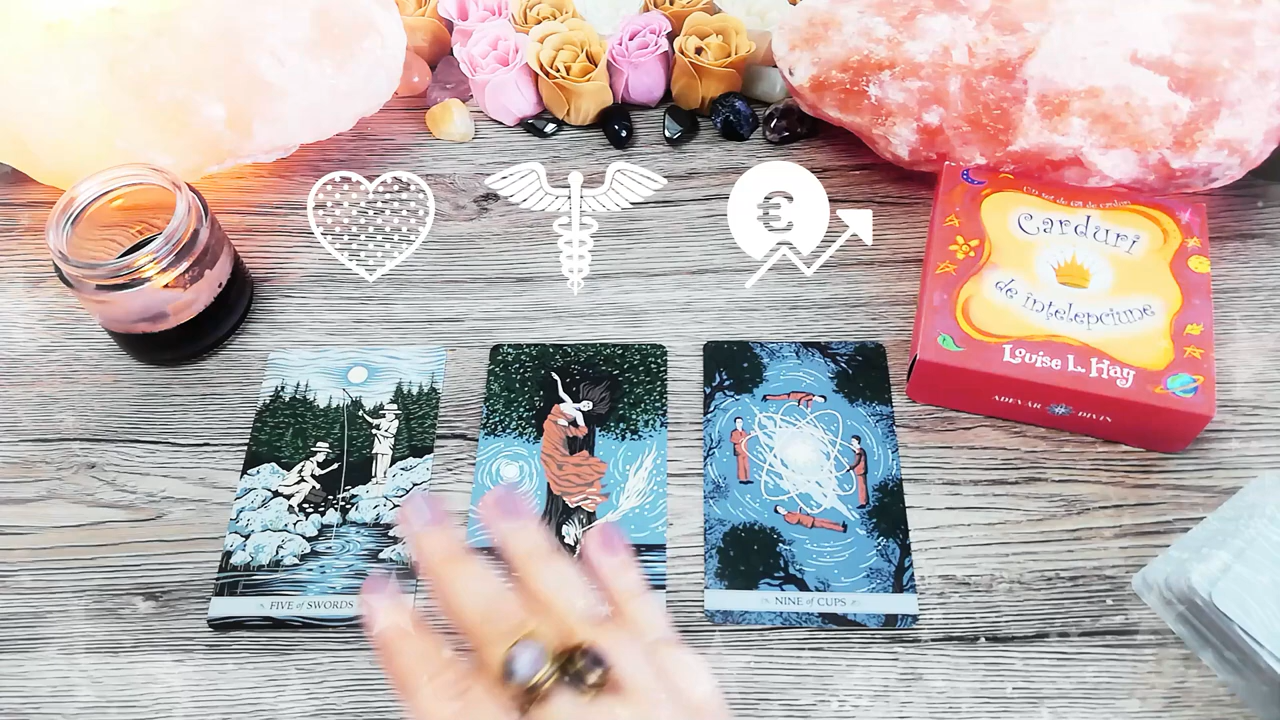 €
Un set de 64 de carduri
Carduri
de înțelepciune
Louise L. Hay
ADEVĂR DIVIN
FIVE of SWORDS
NINE of CUPS